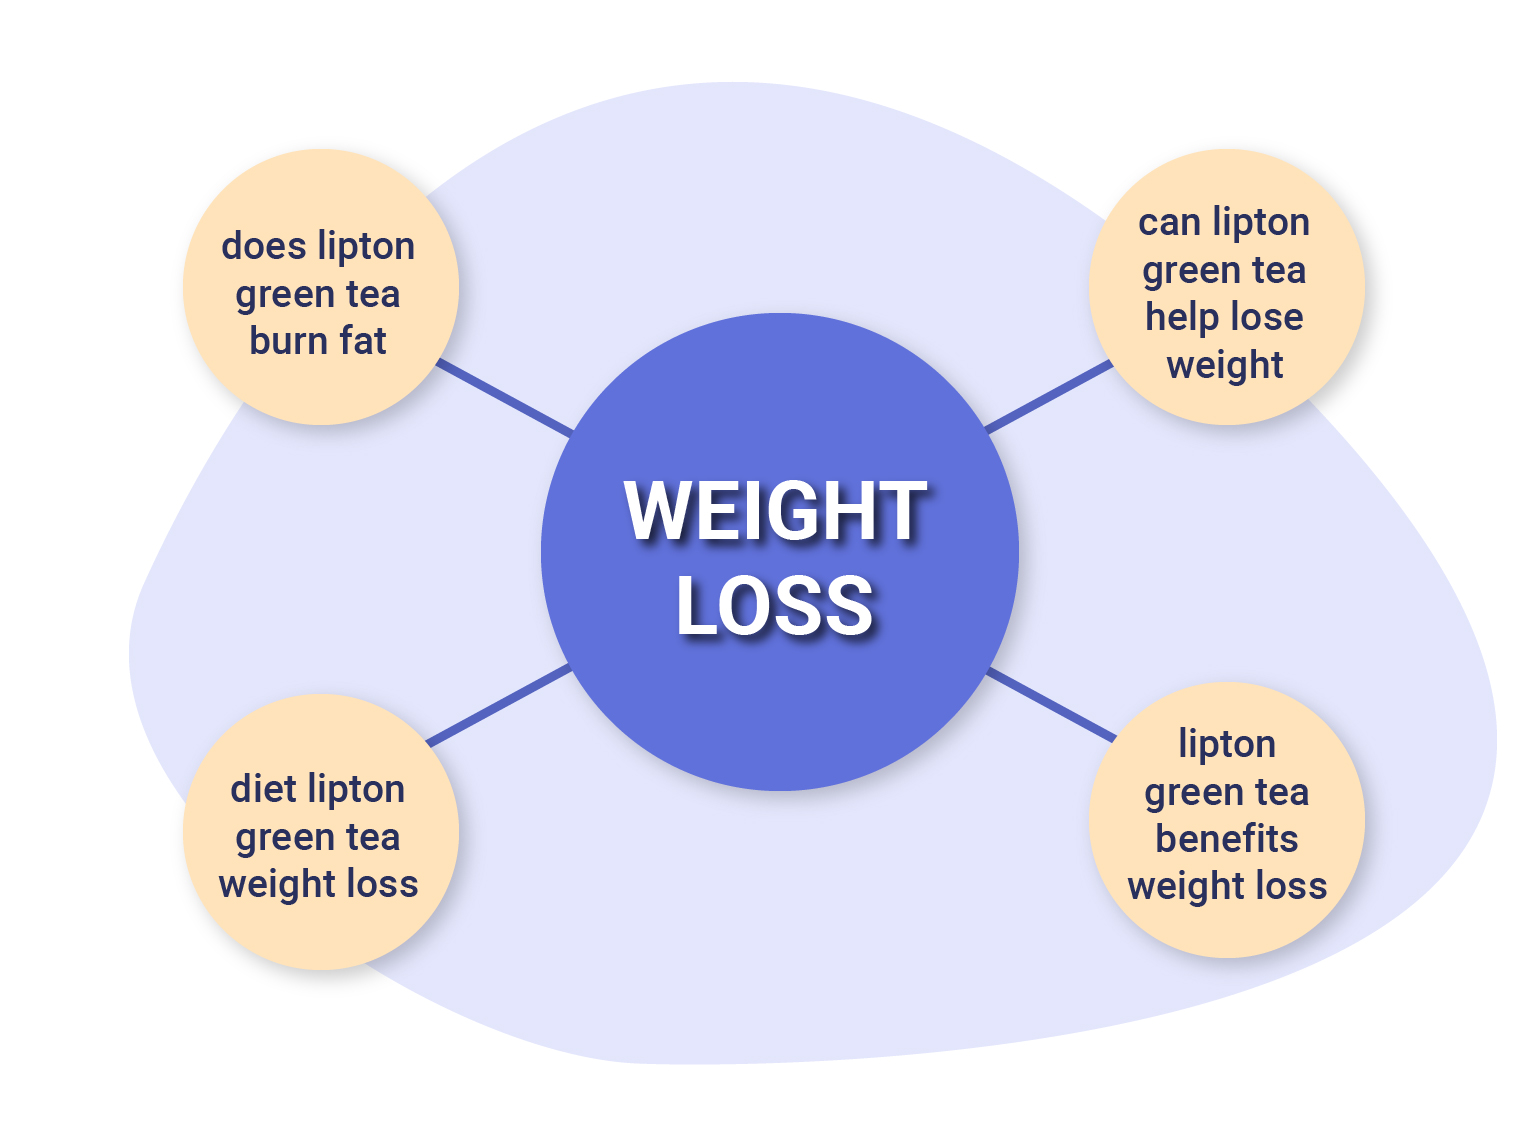 does lipton
green tea
burn fat
can lipton
green tea
help lose
weight
WEIGHT
LOSS
diet lipton
green tea
weight loss
lipton
green tea
benefits
weight loss